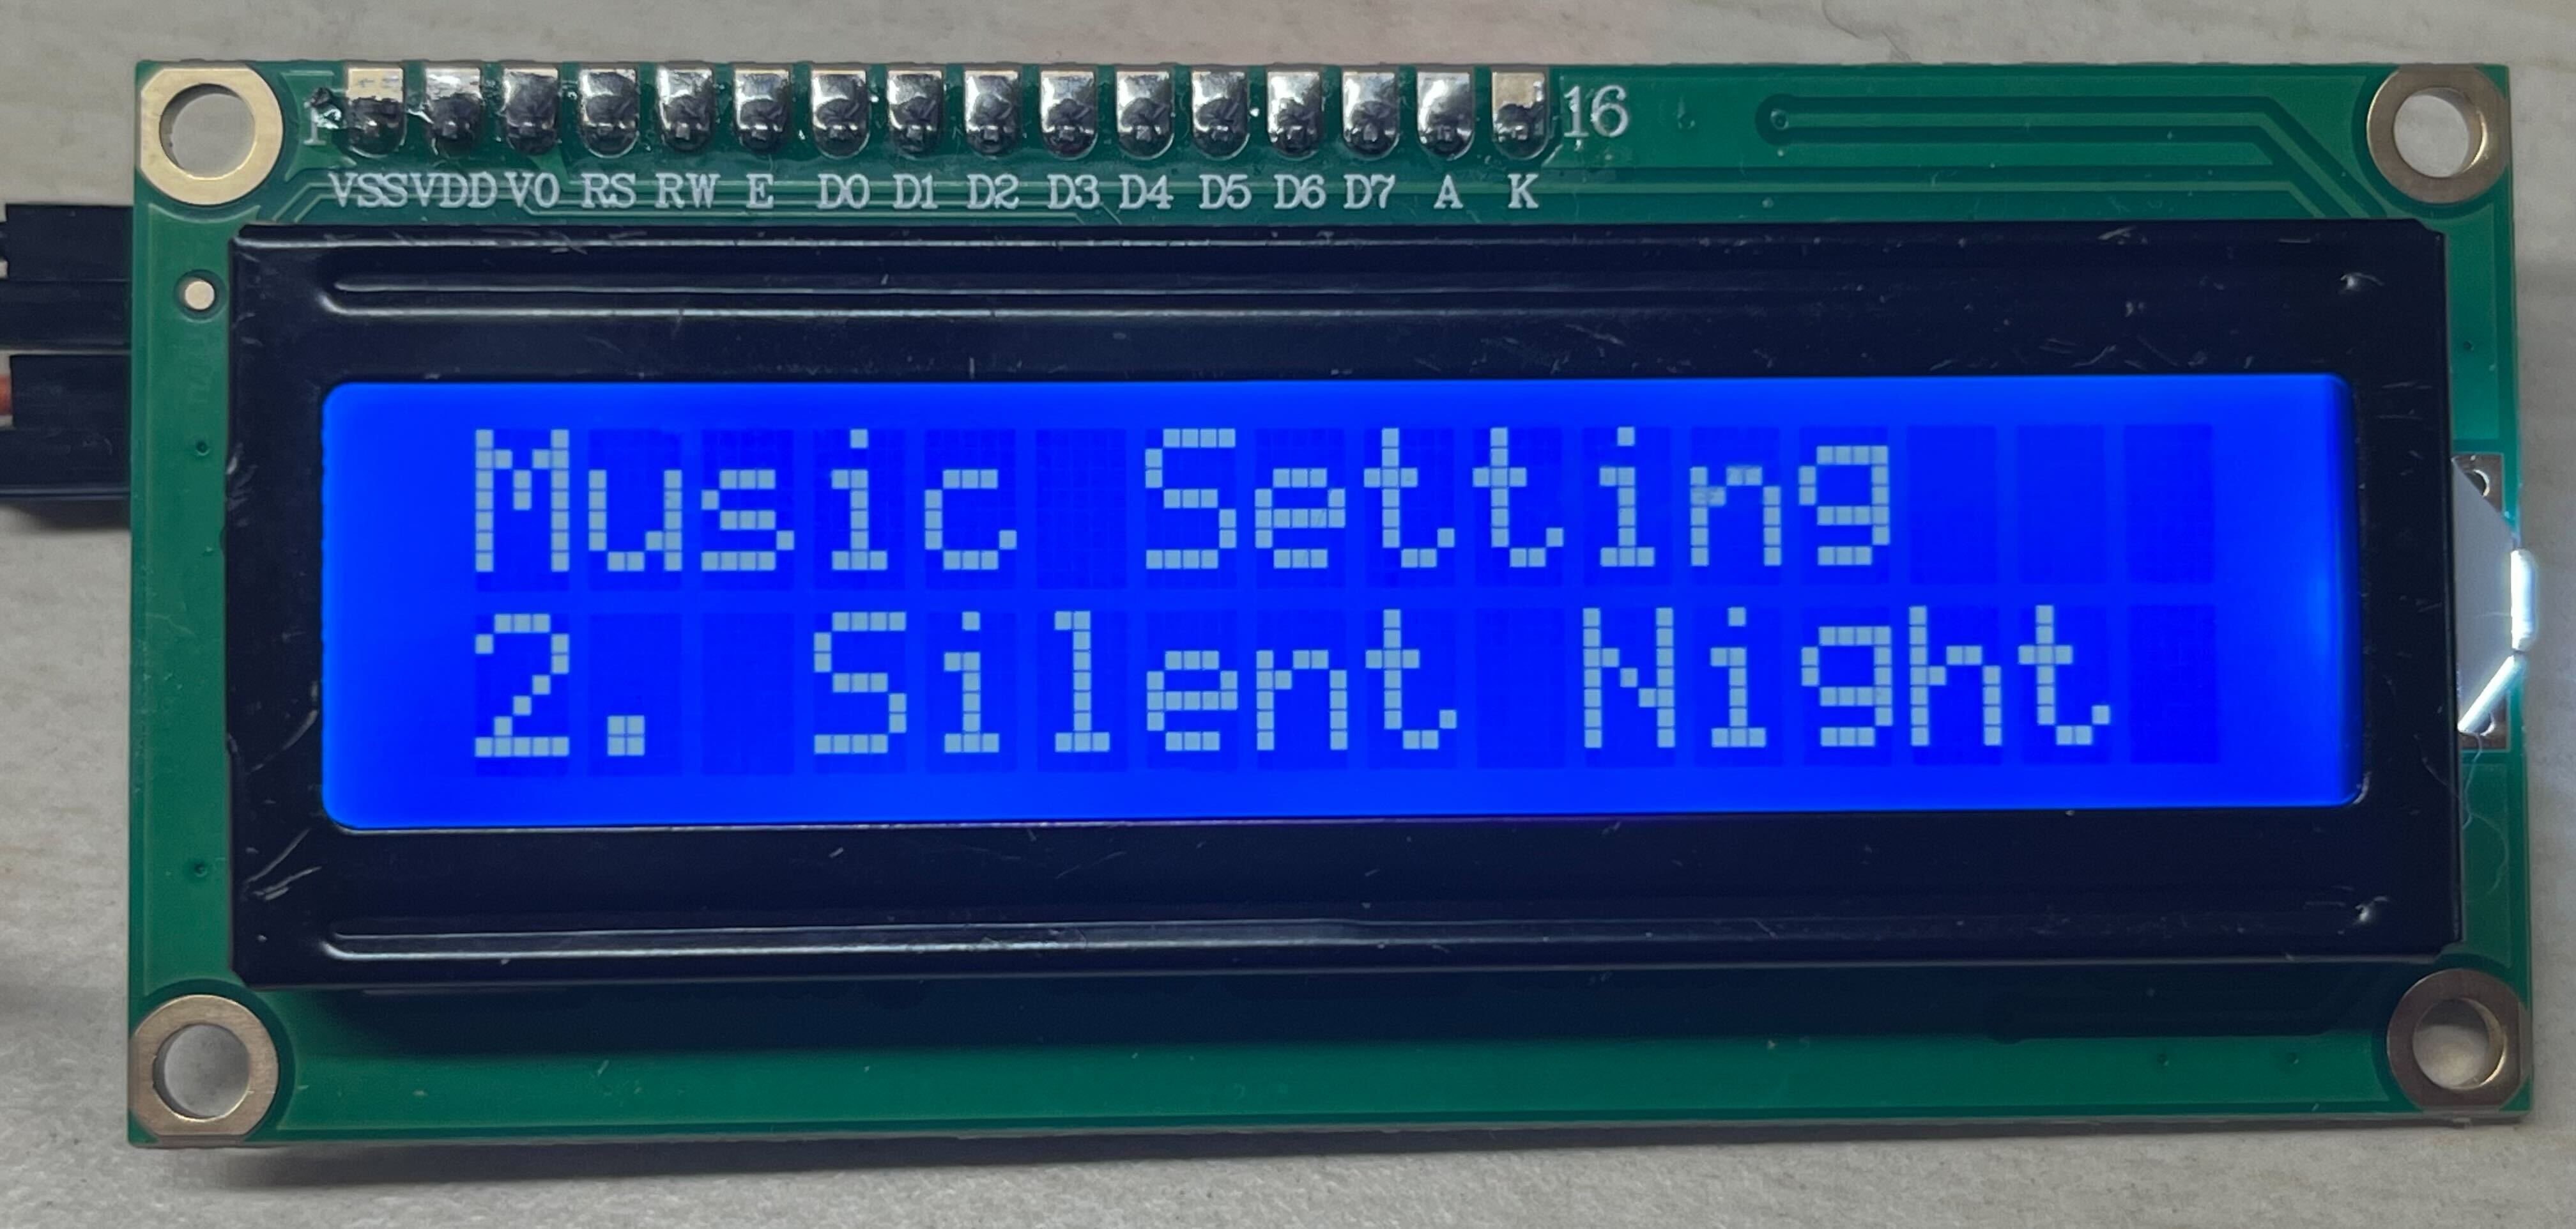 1 16
VSS VDD V0 RS RW E D0 D1 D2 D3 D4 D5 D6 D7 A K
Music Setting
2. Silent Night